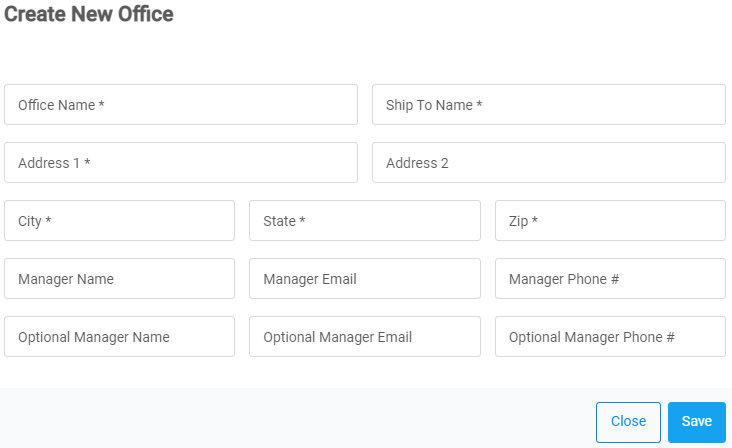 Create New Office
Office Name *
Ship To Name *
Address 1 *
Address 2
City *
State *
Zip *
Manager Name
Manager Email
Manager Phone #
Optional Manager Name
Optional Manager Email
Optional Manager Phone #
Close
Save